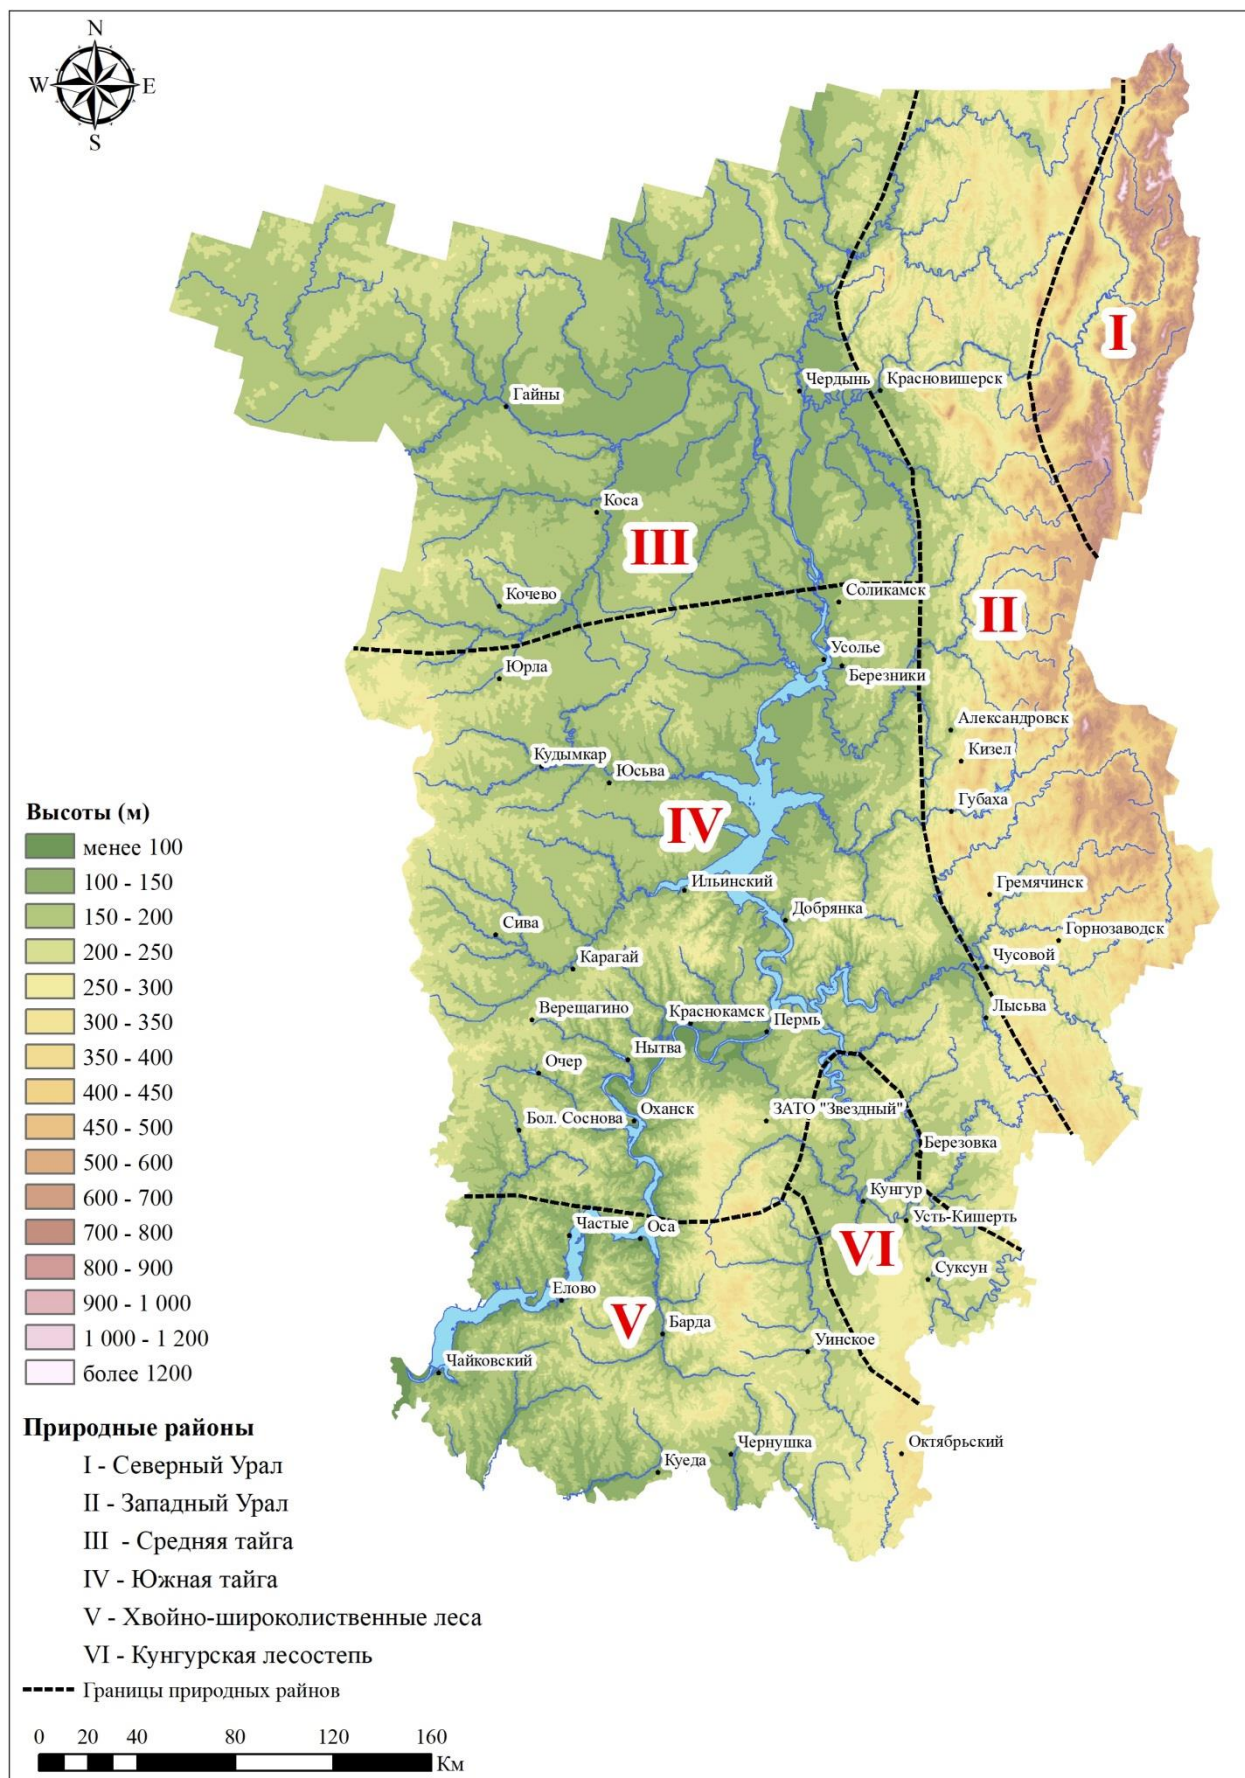 N
W E
S
I
Чердынь
Красновишерск
Гайны
Коса
III
II
Кочево
Соликамск
Юрла
Усолье
Березники
Александровск
Кизел
Кудымкар
Юсьва
Губаха
IV
Ильинский
Гремячинск
Добрянка
Сива
Горнозаводск
Карагай
Чусовой
Верещагино
Краснокамск
Пермь
Лысьва
Нытва
Очер
Оханск
ЗАТО "Звездный"
Бол. Соснова
Березовка
Кунгур
Усть-Кишерть
Частые
Оса
VI
Суксун
Елово
V
Барда
Уинское
Чайковский
Чернушка
Октябрьский
Куеда
Высоты (м)
менее 100
100 - 150
150 - 200
200 - 250
250 - 300
300 - 350
350 - 400
400 - 450
450 - 500
500 - 600
600 - 700
700 - 800
800 - 900
900 - 1 000
1 000 - 1 200
более 1200
Природные районы
I - Северный Урал
II - Западный Урал
III - Средняя тайга
IV - Южная тайга
V - Хвойно-широколиственные леса
VI - Кунгурская лесостепь
Границы природных райнов
0 20 40 80 120 160
Км